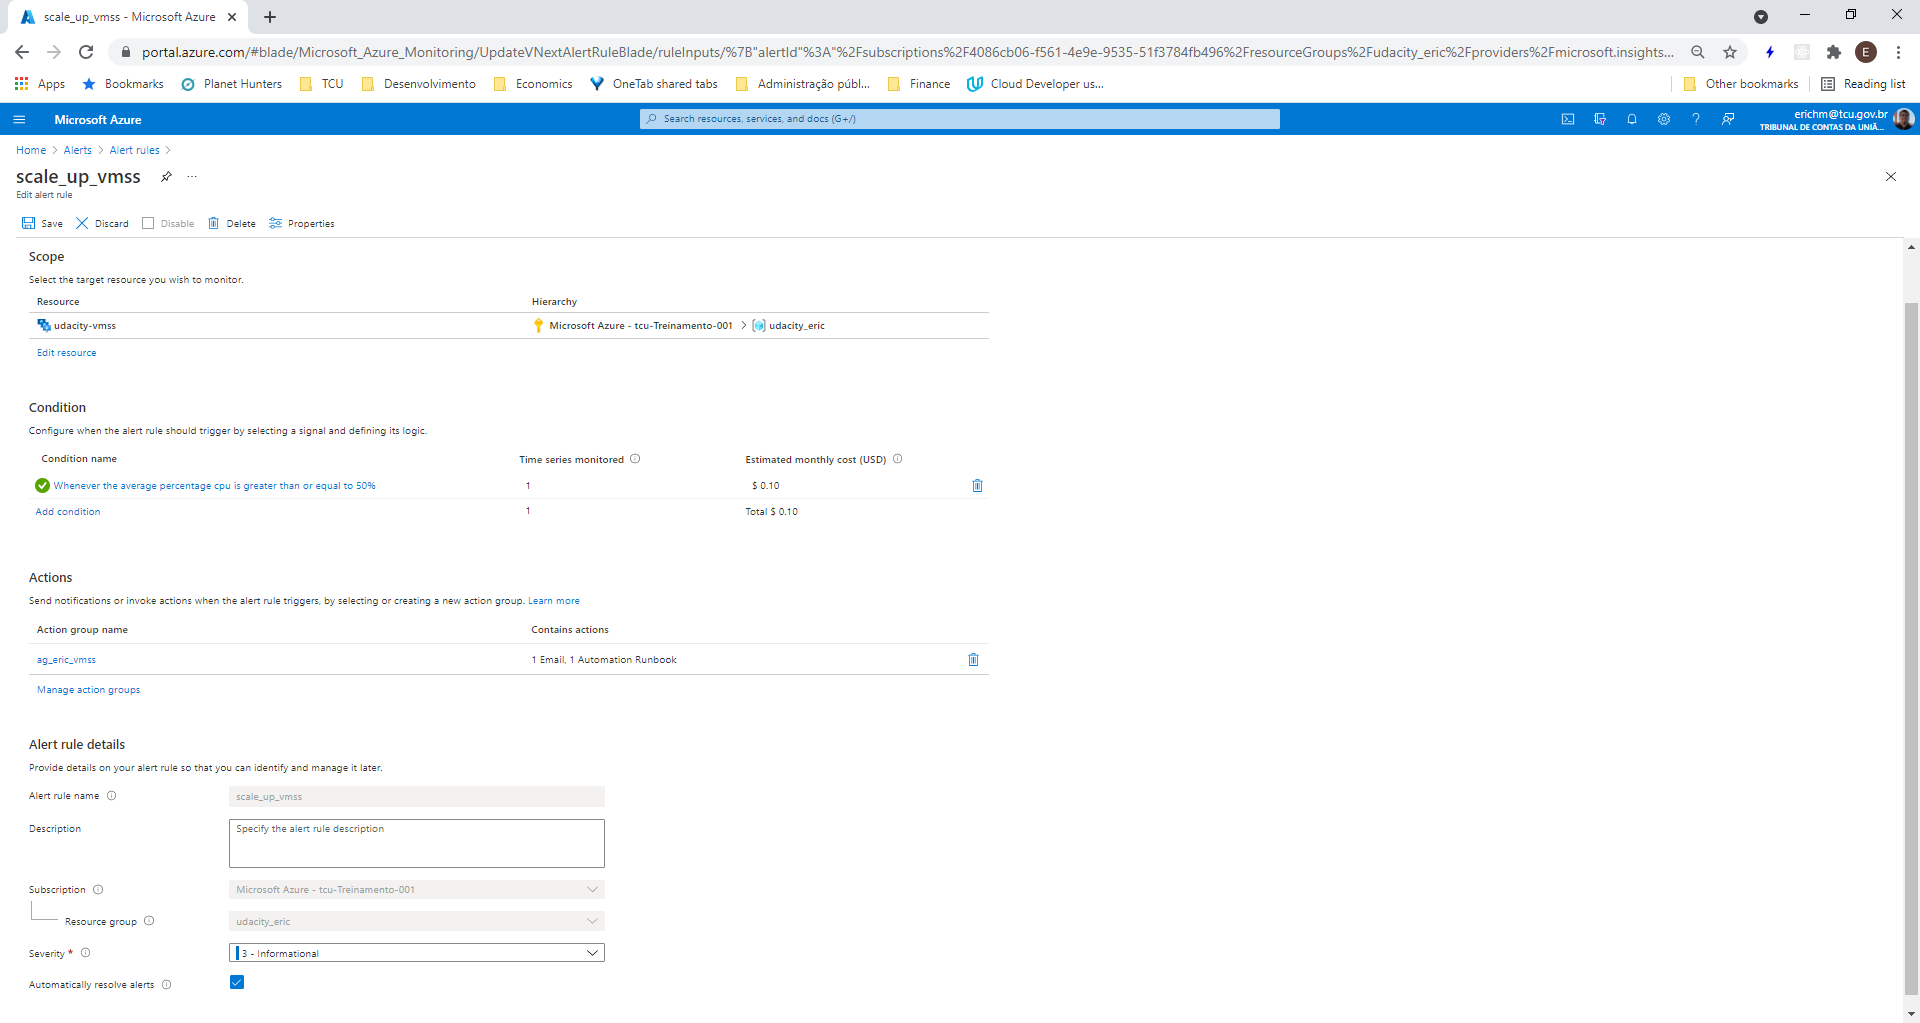 scale_up_vmss - Microsoft Azure
portal.azure.com/#blade/Microsoft_Azure_Monitoring/UpdateVNextAlertRuleBlade/ruleInputs/%7B"alertId"%3A"%2Fsubscriptions%2F4086cb06-f561-4e9e-9535-51f3784fb496%2FresourceGroups%2Fudacity_eric%2Fproviders%2Fmicrosoft.insights...
E
Apps Bookmarks Planet Hunters TCU Desenvolvimento Economics OneTab shared tabs Administração públ... Finance Cloud Developer us... Other bookmarks Reading list
Microsoft Azure
Search resources, services, and docs (G+/)
erichm@tcu.gov.br
TRIBUNAL DE CONTAS DA UNIÃ...
Home > Alerts > Alert rules >
scale_up_vmss ...
Edit alert rule
Save Discard Disable Delete Properties
Scope
Select the target resource you wish to monitor.
Resource Hierarchy
udacity-vmss Microsoft Azure - tcu-Treinamento-001 > udacity_eric
Edit resource
Condition
Configure when the alert rule should trigger by selecting a signal and defining its logic.
Condition name Time series monitored Estimated monthly cost (USD)
Whenever the average percentage cpu is greater than or equal to 50% 1 $ 0.10
Add condition 1 Total $ 0.10
Actions
Send notifications or invoke actions when the alert rule triggers, by selecting or creating a new action group. Learn more
Action group name Contains actions
ag_eric_vmss 1 Email, 1 Automation Runbook
Manage action groups
Alert rule details
Provide details on your alert rule so that you can identify and manage it later.
Alert rule name scale_up_vmss
Description Specify the alert rule description
Subscription Microsoft Azure - tcu-Treinamento-001
Resource group udacity_eric
Severity * 3 - Informational
Automatically resolve alerts